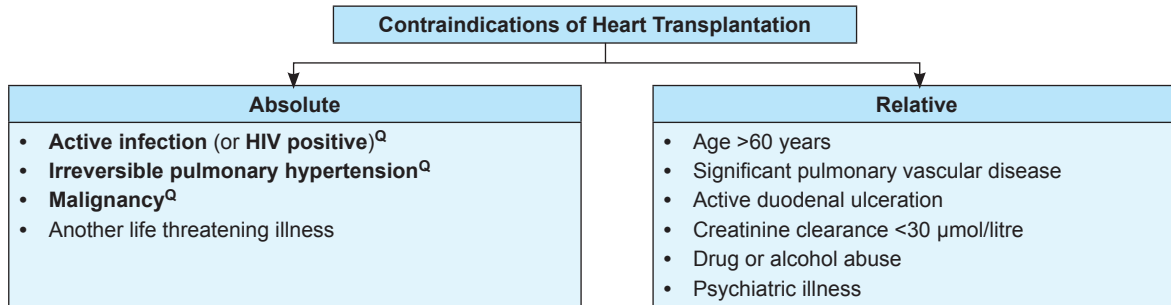 Contraindications of Heart Transplantation
Absolute
• Active infection (or HIV positive)Q
• Irreversible pulmonary hypertensionQ
• MalignancyQ
• Another life threatening illness
Relative
• Age >60 years
• Significant pulmonary vascular disease
• Active duodenal ulceration
• Creatinine clearance <30 μmol/litre
• Drug or alcohol abuse
• Psychiatric illness